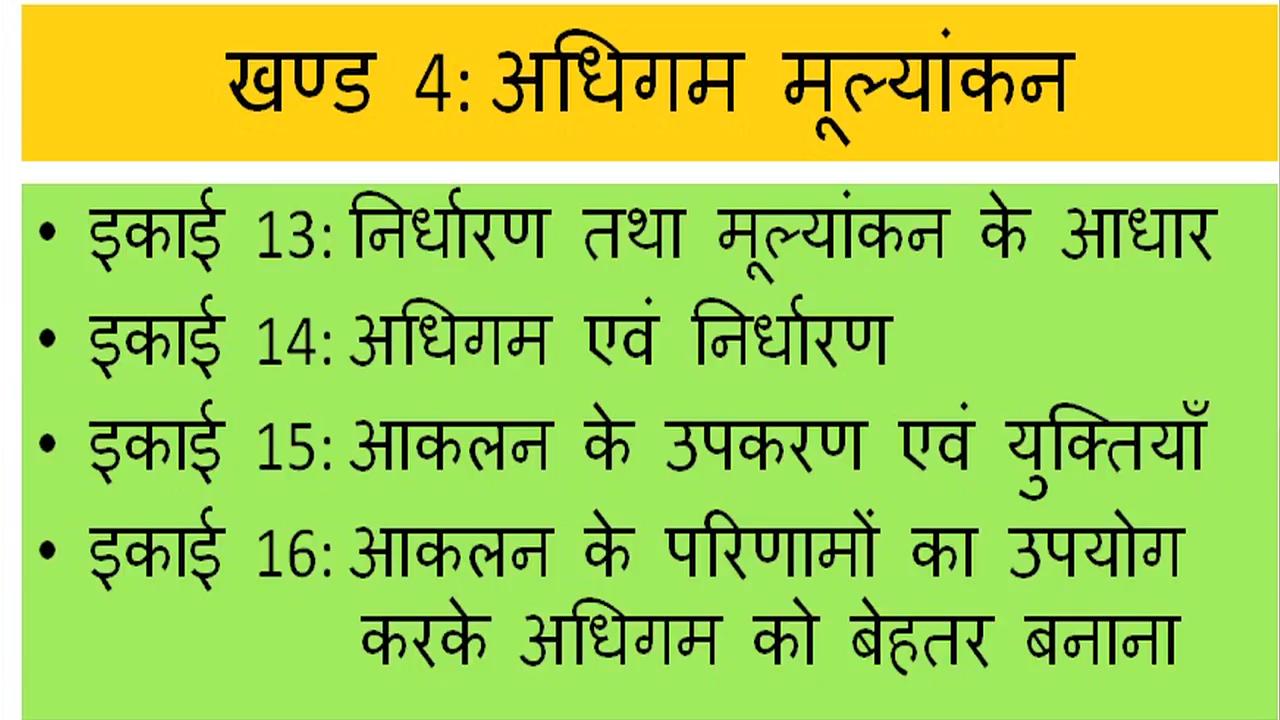 खण्ड 4: अधिगम मूल्यांकन
• इकाई 13: निर्धारण तथा मूल्यांकन के आधार
• इकाई 14: अधिगम एवं निर्धारण
• इकाई 15: आकलन के उपकरण एवं युक्तियाँ
• इकाई 16: आकलन के परिणामों का उपयोग
करके अधिगम को बेहतर बनाना